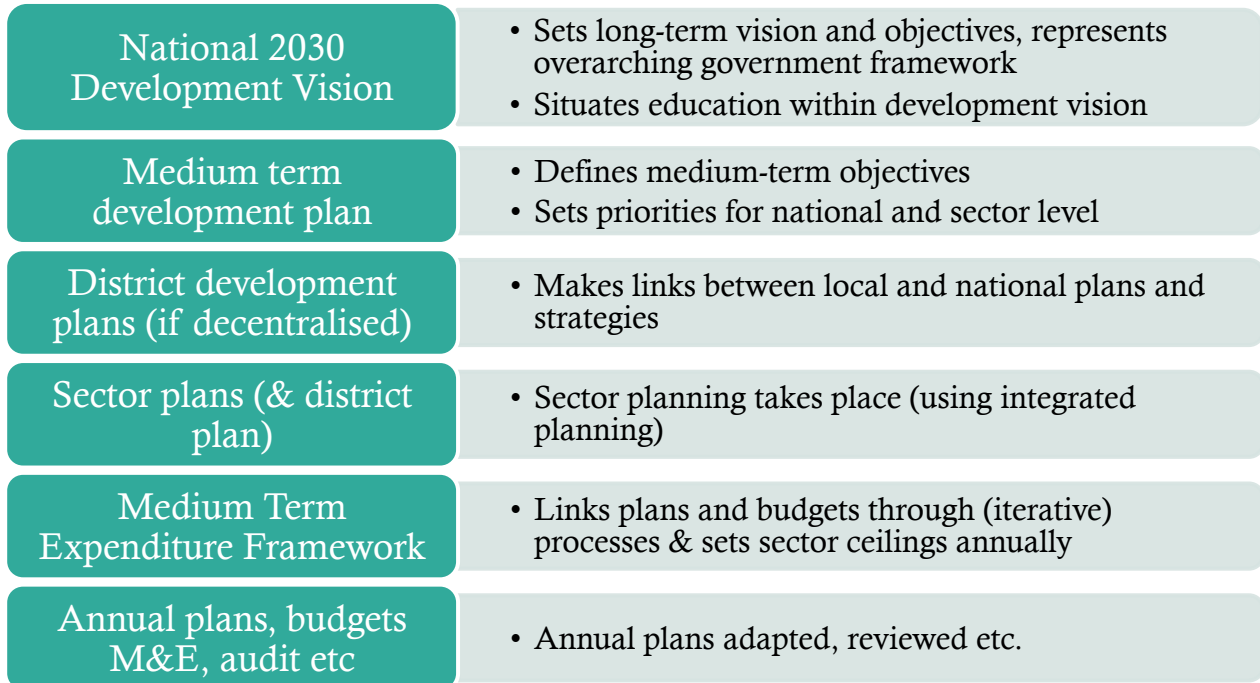 National 2030
Development Vision
• Sets long-term vision and objectives, represents
overarching government framework
• Situates education within development vision
Medium term
development plan
• Defines medium-term objectives
• Sets priorities for national and sector level
District development
plans (if decentralised)
• Makes links between local and national plans and
strategies
Sector plans (& district
plan)
• Sector planning takes place (using integrated
planning)
Medium Term
Expenditure Framework
• Links plans and budgets through (iterative)
processes & sets sector ceilings annually
Annual plans, budgets
M&E, audit etc
• Annual plans adapted, reviewed etc.